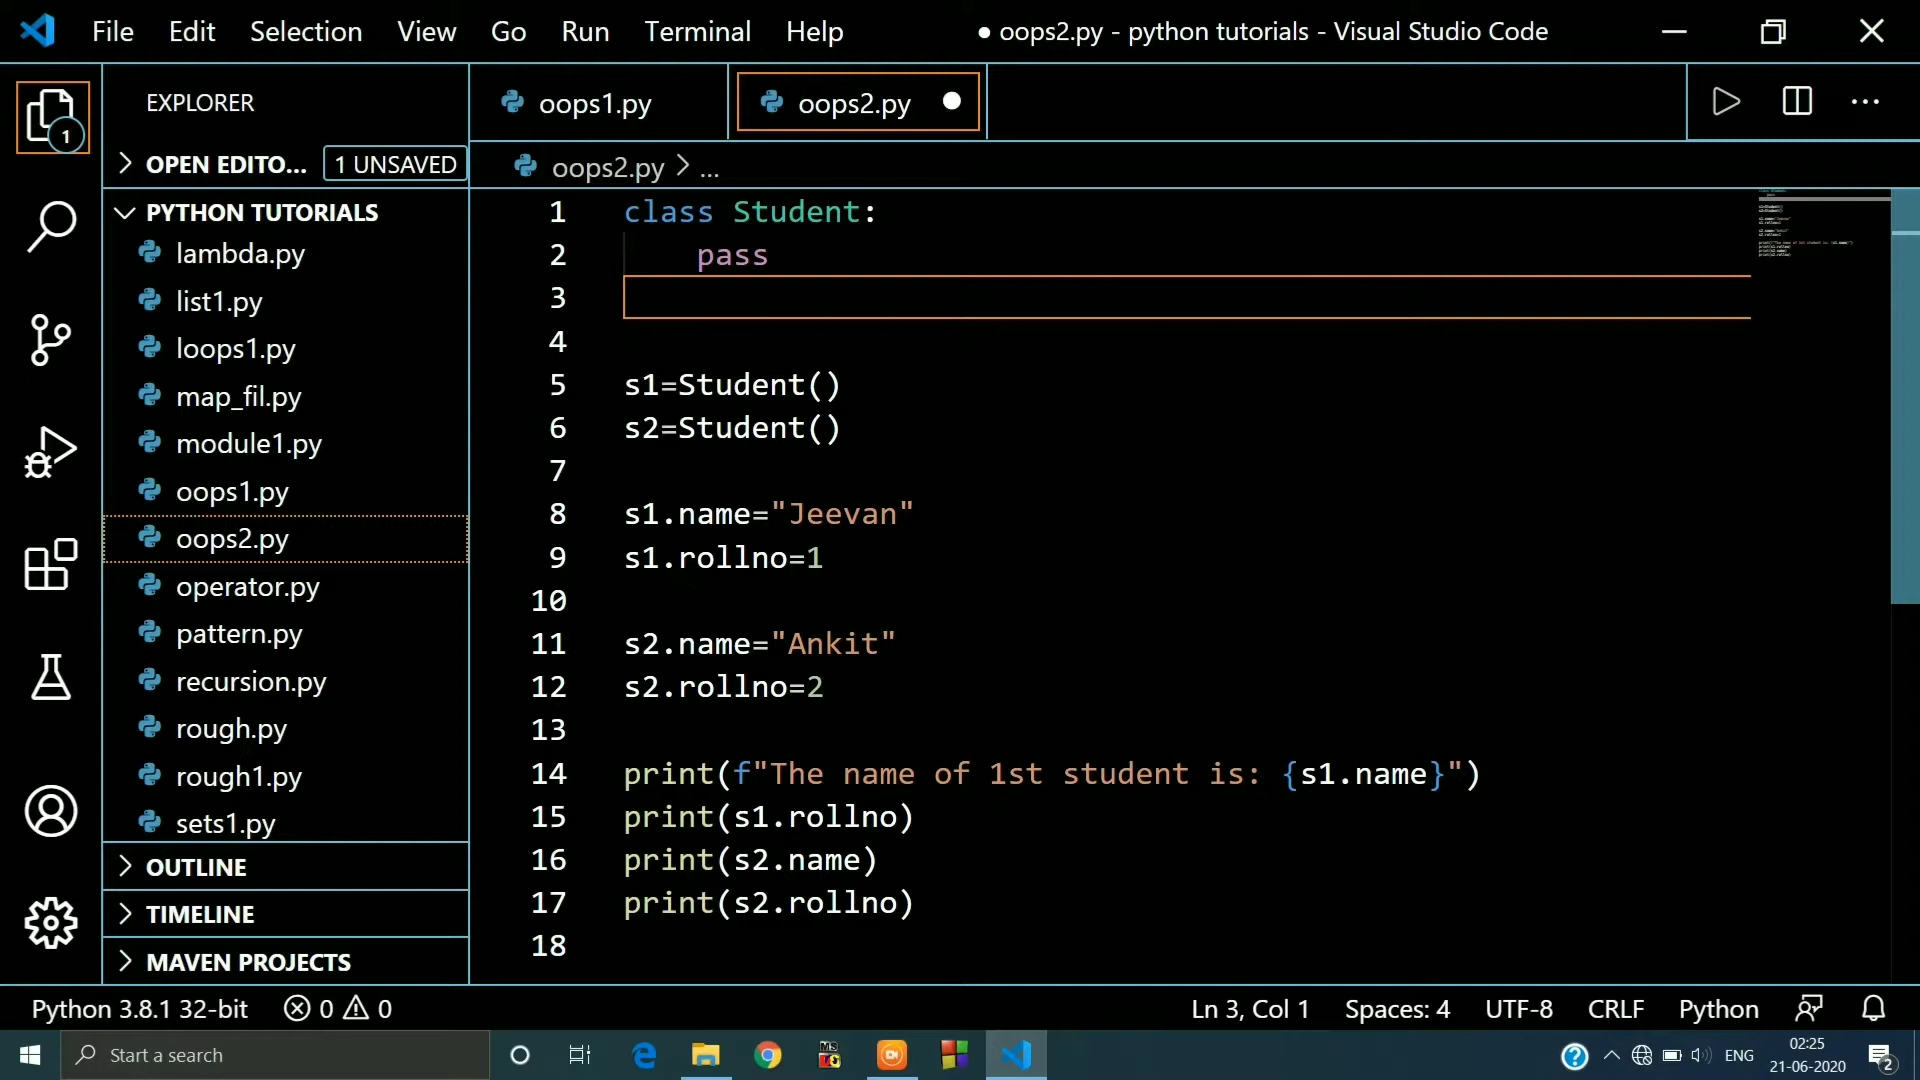 File Edit Selection View Go Run Terminal Help ● oops2.py - python tutorials - Visual Studio Code
EXPLORER
1
OPEN EDITO... 1 UNSAVED
PYTHON TUTORIALS
lambda.py
list1.py
loops1.py
map_fil.py
module1.py
oops1.py
oops2.py
operator.py
pattern.py
recursion.py
rough.py
rough1.py
sets1.py
OUTLINE
TIMELINE
MAVEN PROJECTS
oops1.py oops2.py ●
oops2.py > ...
1 class Student:
2     pass
3
4
5 s1=Student()
6 s2=Student()
7
8 s1.name="Jeevan"
9 s1.rollno=1
10
11 s2.name="Ankit"
12 s2.rollno=2
13
14 print(f"The name of 1st student is: {s1.name}")
15 print(s1.rollno)
16 print(s2.name)
17 print(s2.rollno)
18
Python 3.8.1 32-bit 0 0 Ln 3, Col 1 Spaces: 4 UTF-8 CRLF Python
Start a search
ENG
02:25
21-06-2020
2